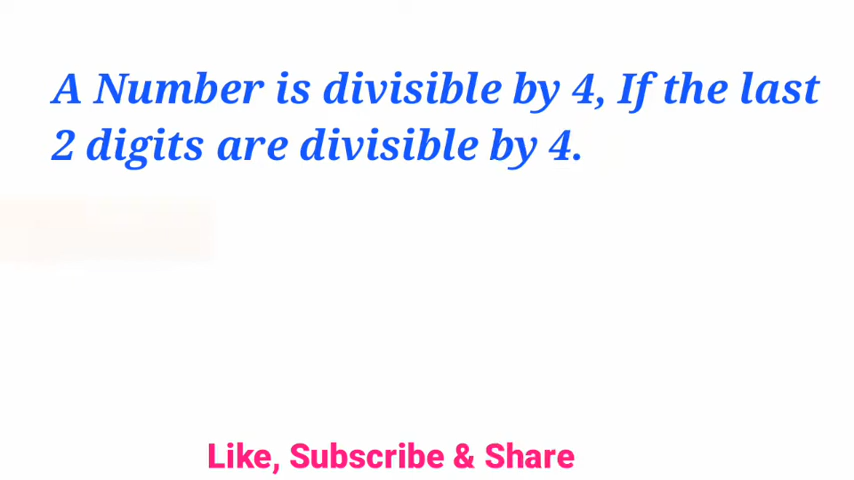 A Number is divisible by 4, If the last
2 digits are divisible by 4.
Like, Subscribe & Share